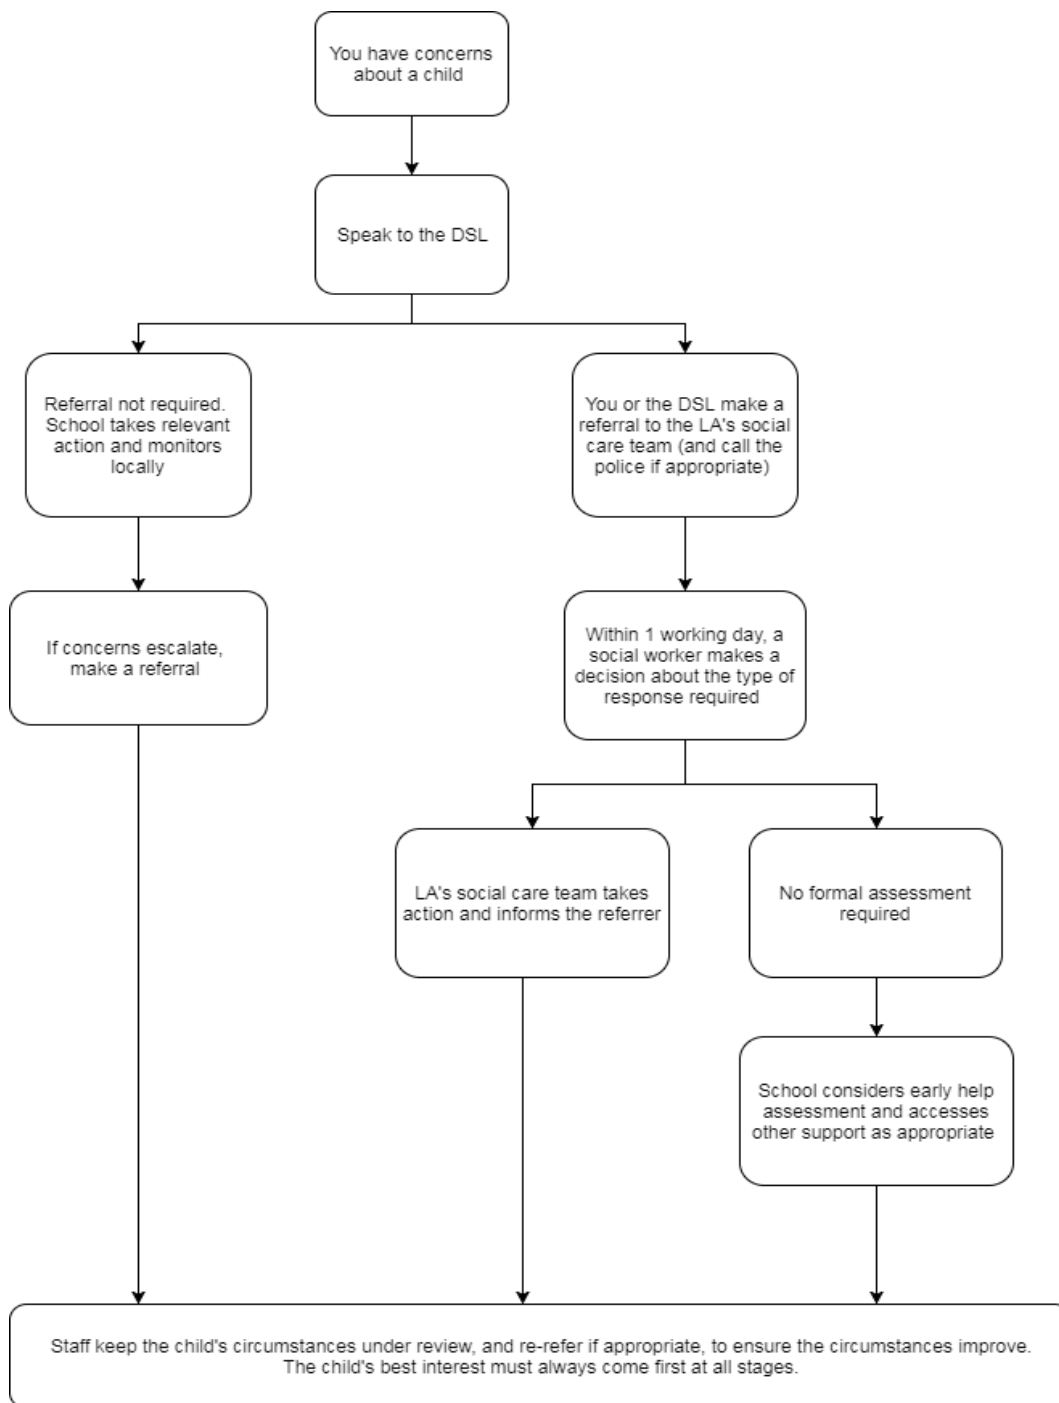 You have concerns
about a child
Speak to the DSL
Referral not required.
School takes relevant
action and monitors
locally
You or the DSL make a
referral to the LA's social
care team (and call the
police if appropriate)
If concerns escalate,
make a referral
Within 1 working day, a
social worker makes a
decision about the type of
response required
LA's social care team takes
action and informs the referrer
No formal assessment
required
School considers early help
assessment and accesses
other support as appropriate
Staff keep the child's circumstances under review, and re-refer if appropriate, to ensure the circumstances improve.
The child's best interest must always come first at all stages.